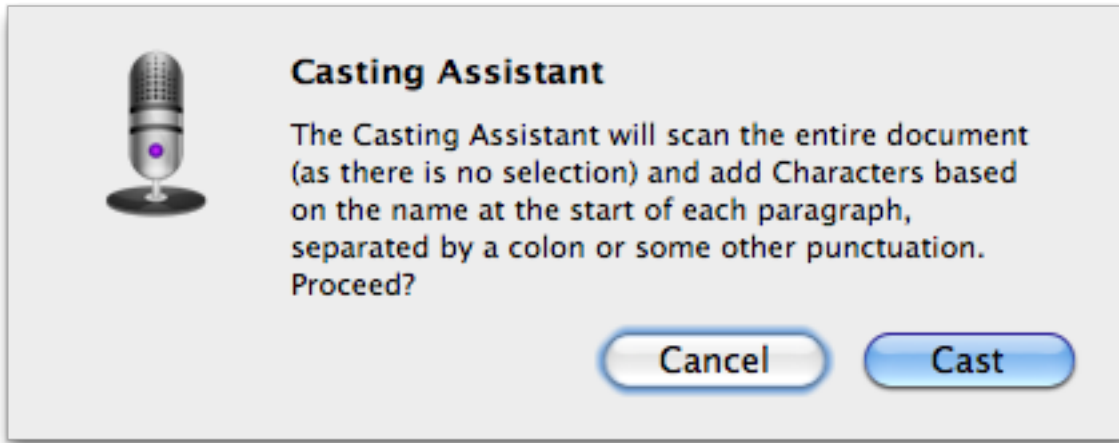 Casting Assistant
The Casting Assistant will scan the entire document
(as there is no selection) and add Characters based
on the name at the start of each paragraph,
separated by a colon or some other punctuation.
Proceed?
Cancel Cast